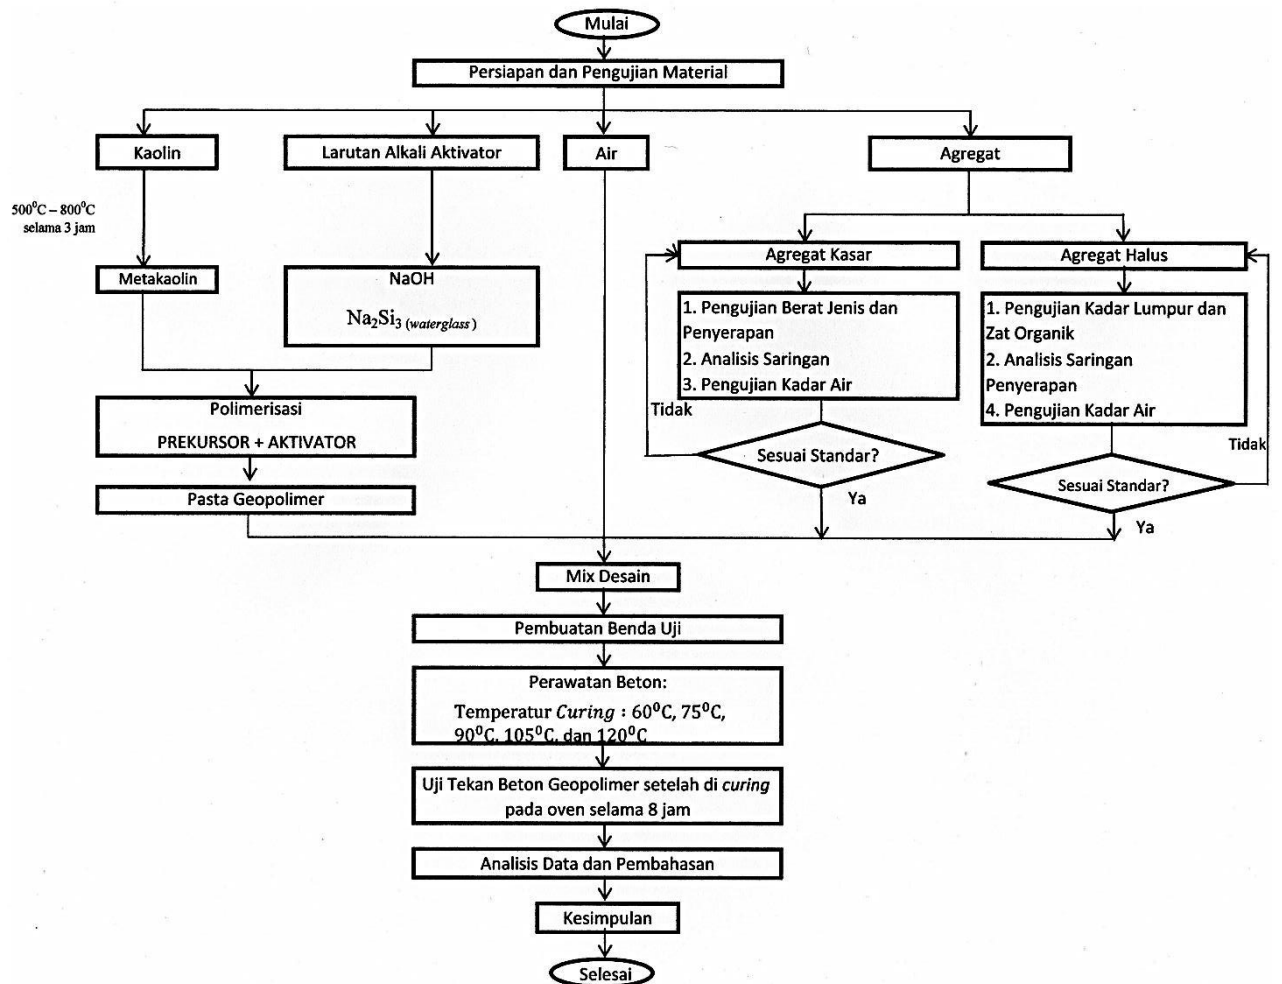 Mulai
Persiapan dan Pengujian Material
Kaolin
Larutan Alkali Aktivator
Air
Agregat
500⁰C – 800⁰C
selama 3 jam
Agregat Kasar
Agregat Halus
Metakaolin
NaOH
Na₂Si₃ (waterglass)
1. Pengujian Berat Jenis dan
Penyerapan
2. Analisis Saringan
3. Pengujian Kadar Air
1. Pengujian Kadar Lumpur dan
Zat Organik
2. Analisis Saringan
Penyerapan
4. Pengujian Kadar Air
Tidak
Tidak
Polimerisasi
PREKURSOR + AKTIVATOR
Sesuai Standar?
Sesuai Standar?
Pasta Geopolimer
Ya
Ya
Mix Desain
Pembuatan Benda Uji
Perawatan Beton:
Temperatur Curing : 60⁰C, 75⁰C,
90⁰C, 105⁰C, dan 120⁰C
Uji Tekan Beton Geopolimer setelah di curing
pada oven selama 8 jam
Analisis Data dan Pembahasan
Kesimpulan
Selesai